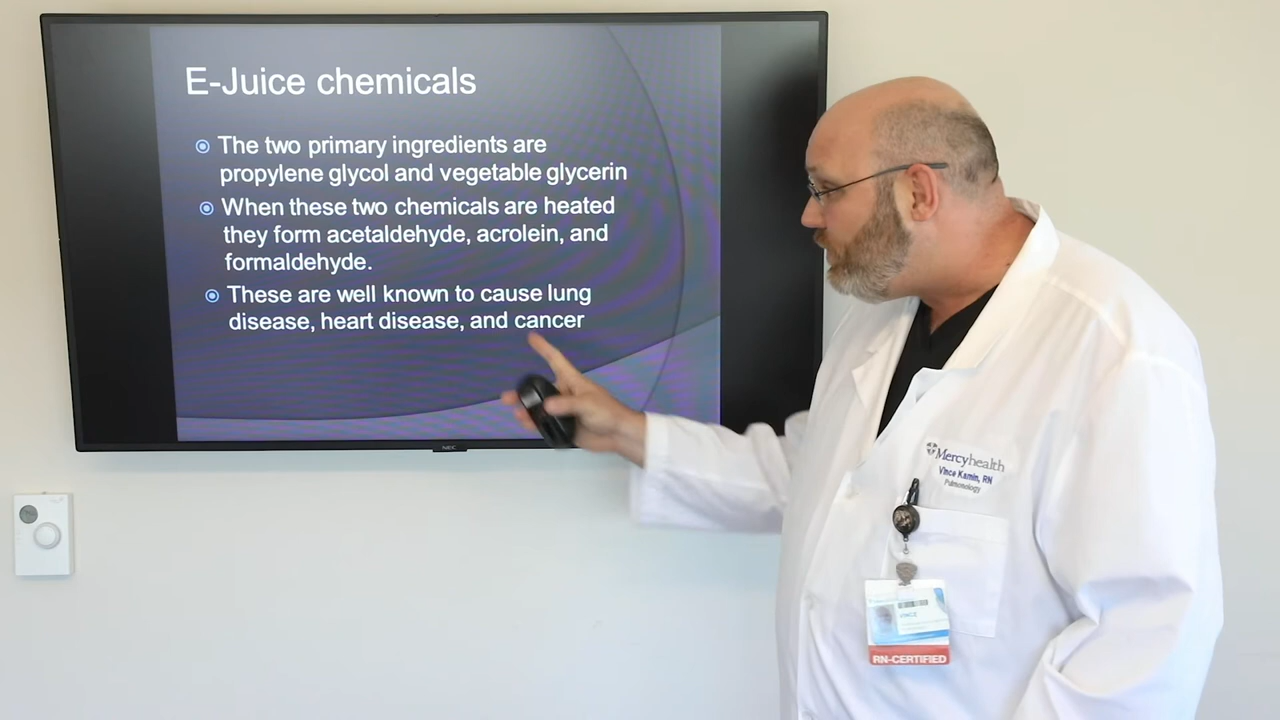 E-Juice chemicals
The two primary ingredients are
propylene glycol and vegetable glycerin
When these two chemicals are heated
they form acetaldehyde, acrolein, and
formaldehyde.
These are well known to cause lung
disease, heart disease, and cancer
NEC
Mercyhealth
Vince Kamin, RN
Pulmonology
VINCE
RN-CERTIFIED